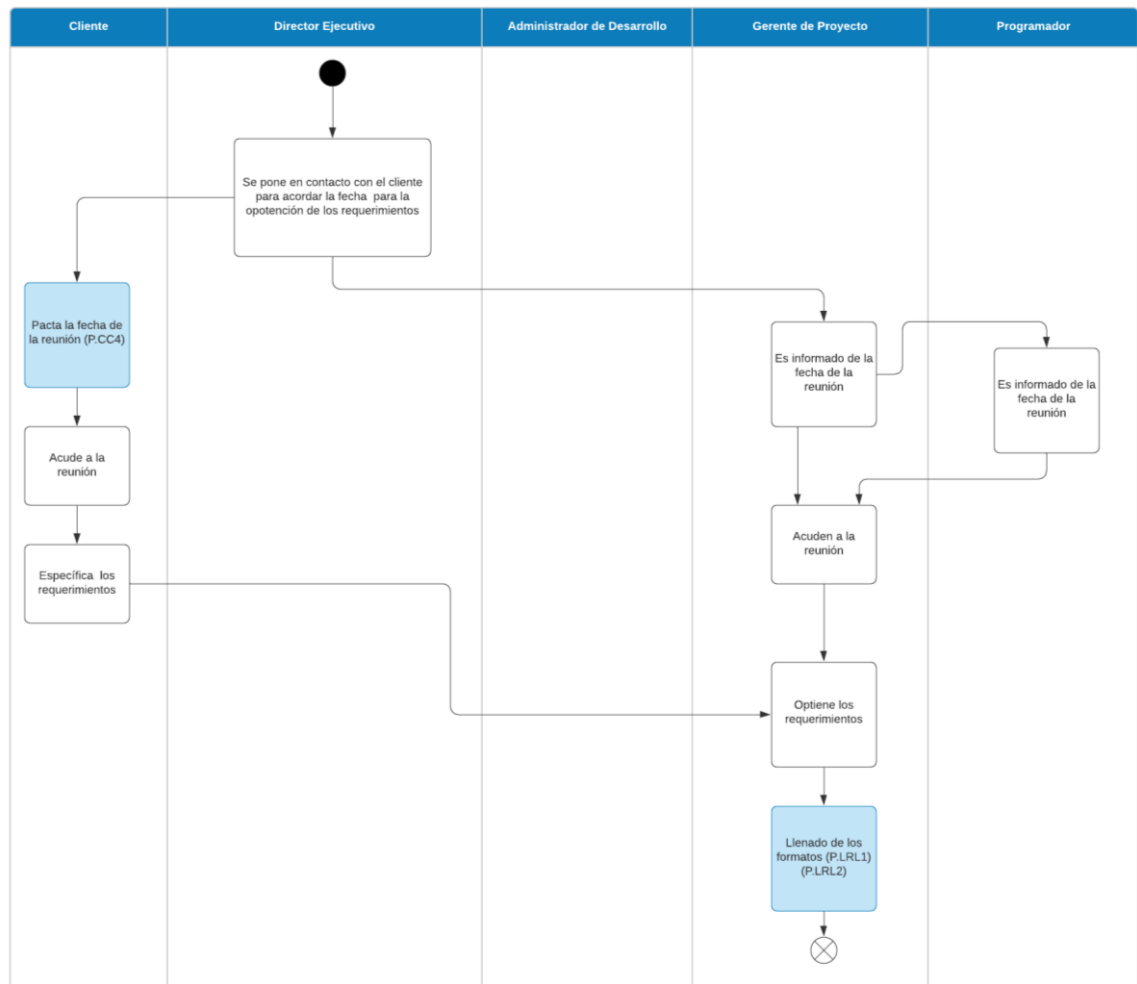 Cliente
Director Ejecutivo
Administrador de Desarrollo
Gerente de Proyecto
Programador
Se pone en contacto con el cliente
para acordar la fecha para la
opotención de los requerimientos
Pacta la fecha de
la reunión (P.CC4)
Es informado de la
fecha de la
reunión
Es informado de la
fecha de la
reunión
Acude a la
reunión
Acuden a la
reunión
Específica los
requerimientos
Optiene los
requerimientos
Llenado de los
formatos (P.LRL1)
(P.LRL2)